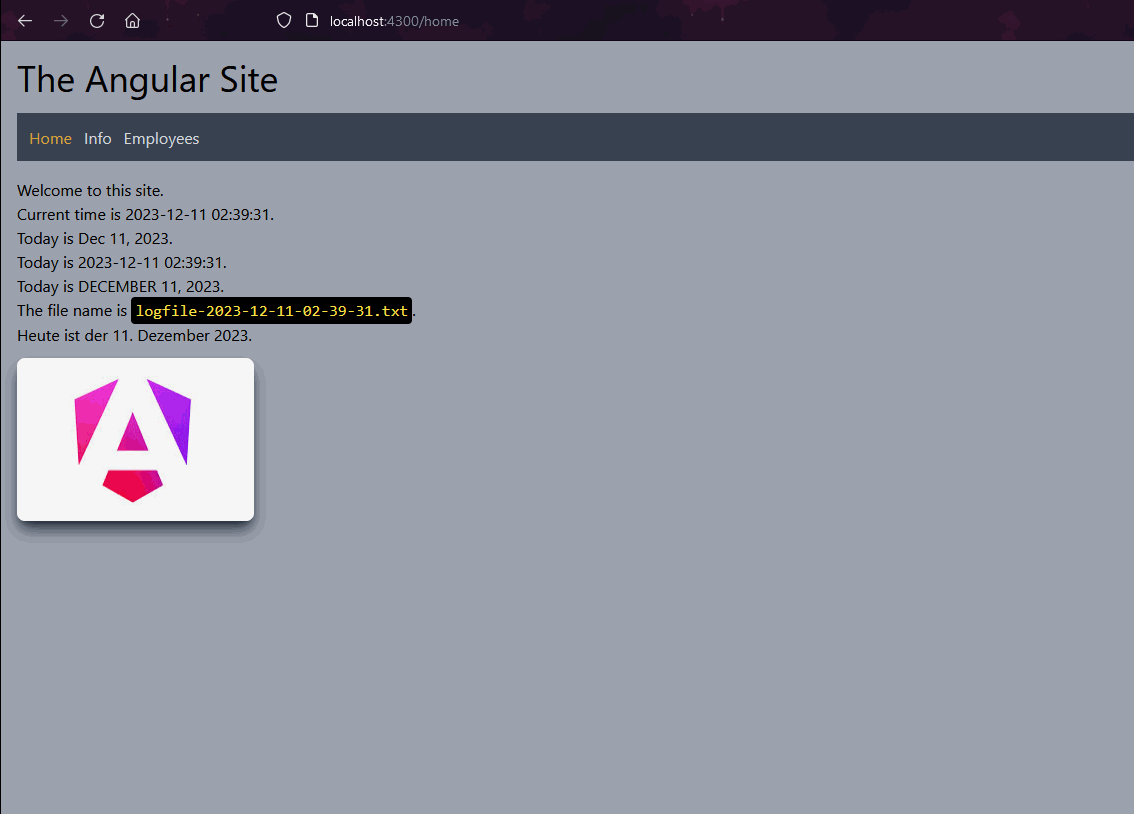 localhost:4300/home
The Angular Site
Home Info Employees
Welcome to this site.
Current time is 2023-12-11 02:39:31.
Today is Dec 11, 2023.
Today is 2023-12-11 02:39:31.
Today is DECEMBER 11, 2023.
The file name is logfile-2023-12-11-02-39-31.txt.
Heute ist der 11. Dezember 2023.